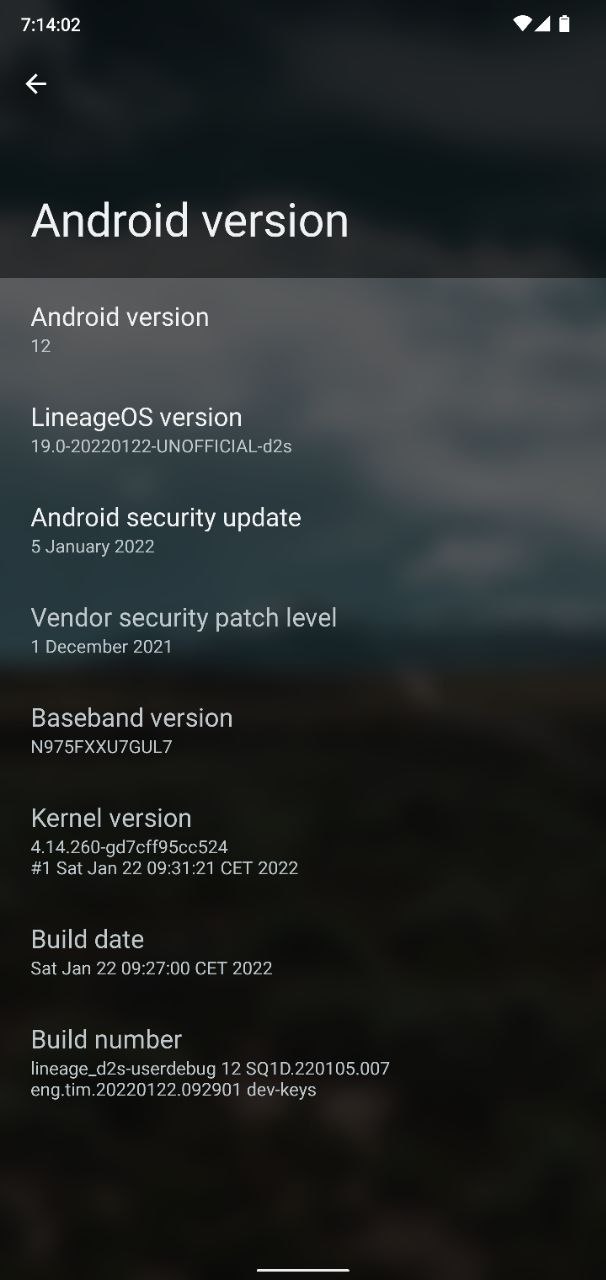 7:14:02
Android version
Android version
12
LineageOS version
19.0-20220122-UNOFFICIAL-d2s
Android security update
5 January 2022
Vendor security patch level
1 December 2021
Baseband version
N975FXXU7GUL7
Kernel version
4.14.260-gd7cff95cc524
#1 Sat Jan 22 09:31:21 CET 2022
Build date
Sat Jan 22 09:27:00 CET 2022
Build number
lineage_d2s-userdebug 12 SQ1D.220105.007
eng.tim.20220122.092901 dev-keys